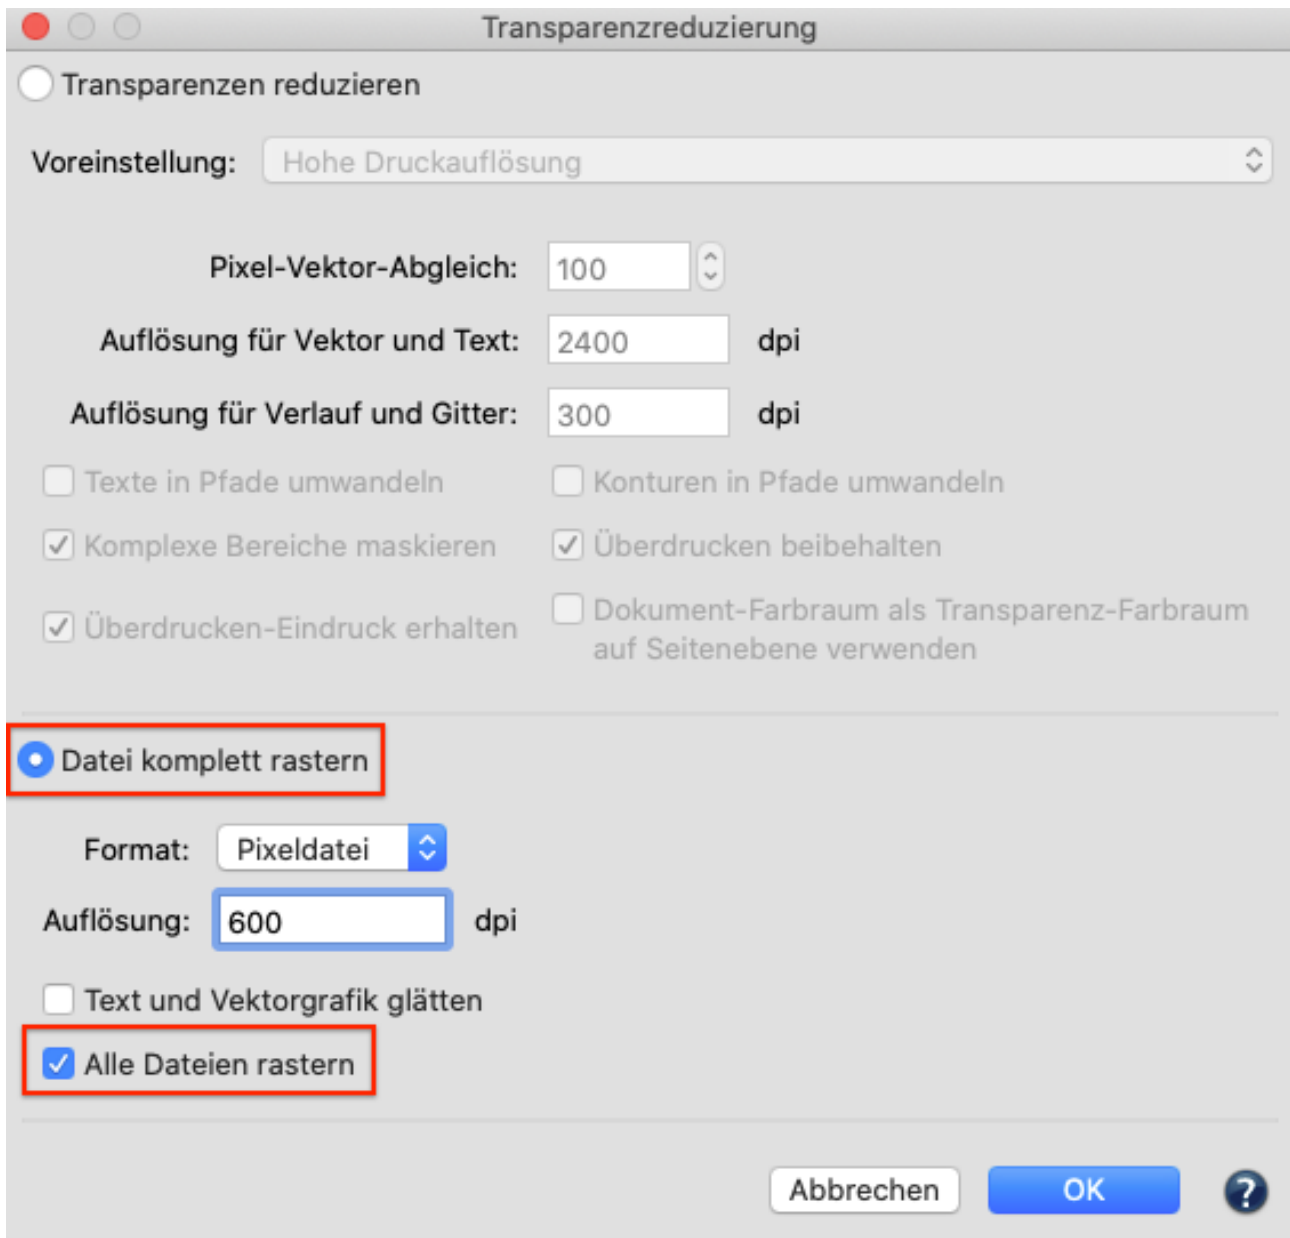 Transparenzreduzierung
Transparenzen reduzieren
Voreinstellung: Hohe Druckauflösung
Pixel-Vektor-Abgleich: 100
Auflösung für Vektor und Text: 2400 dpi
Auflösung für Verlauf und Gitter: 300 dpi
Texte in Pfade umwandeln Konturen in Pfade umwandeln
Komplexe Bereiche maskieren Überdrucken beibehalten
Überdrucken-Eindruck erhalten Dokument-Farbraum als Transparenz-Farbraum
auf Seitenebene verwenden
Datei komplett rastern
Format: Pixeldatei
Auflösung: 600 dpi
Text und Vektorgrafik glätten
Alle Dateien rastern
Abbrechen OK ?